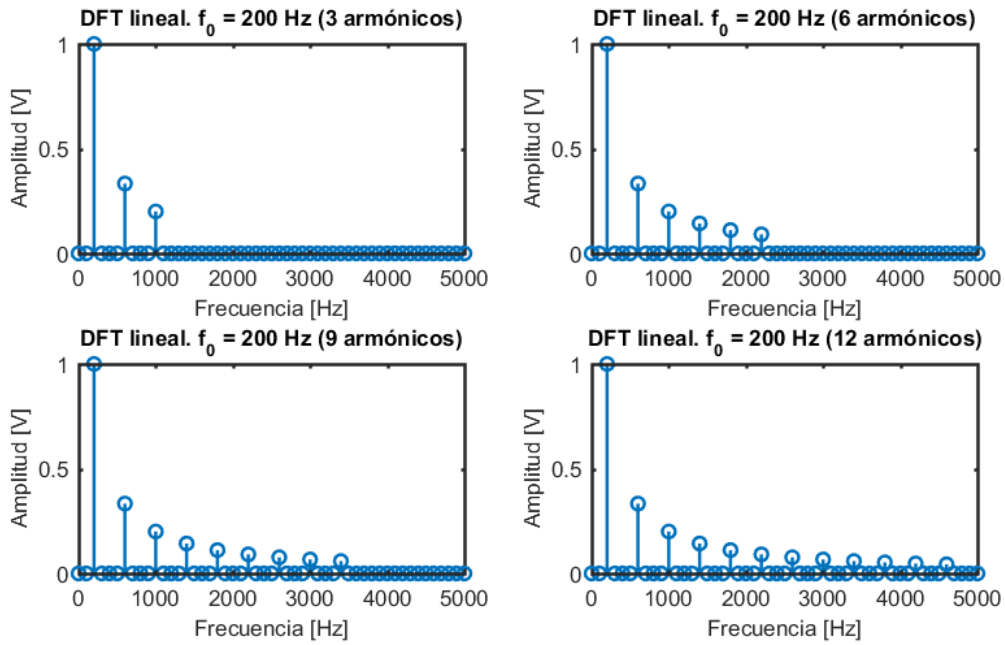 DFT lineal. f0 = 200 Hz (3 armónicos)
1
0.5
0
Amplitud [V]
0 1000 2000 3000 4000 5000
Frecuencia [Hz]
DFT lineal. f0 = 200 Hz (6 armónicos)
1
0.5
0
Amplitud [V]
0 1000 2000 3000 4000 5000
Frecuencia [Hz]
DFT lineal. f0 = 200 Hz (9 armónicos)
1
0.5
0
Amplitud [V]
0 1000 2000 3000 4000 5000
Frecuencia [Hz]
DFT lineal. f0 = 200 Hz (12 armónicos)
1
0.5
0
Amplitud [V]
0 1000 2000 3000 4000 5000
Frecuencia [Hz]